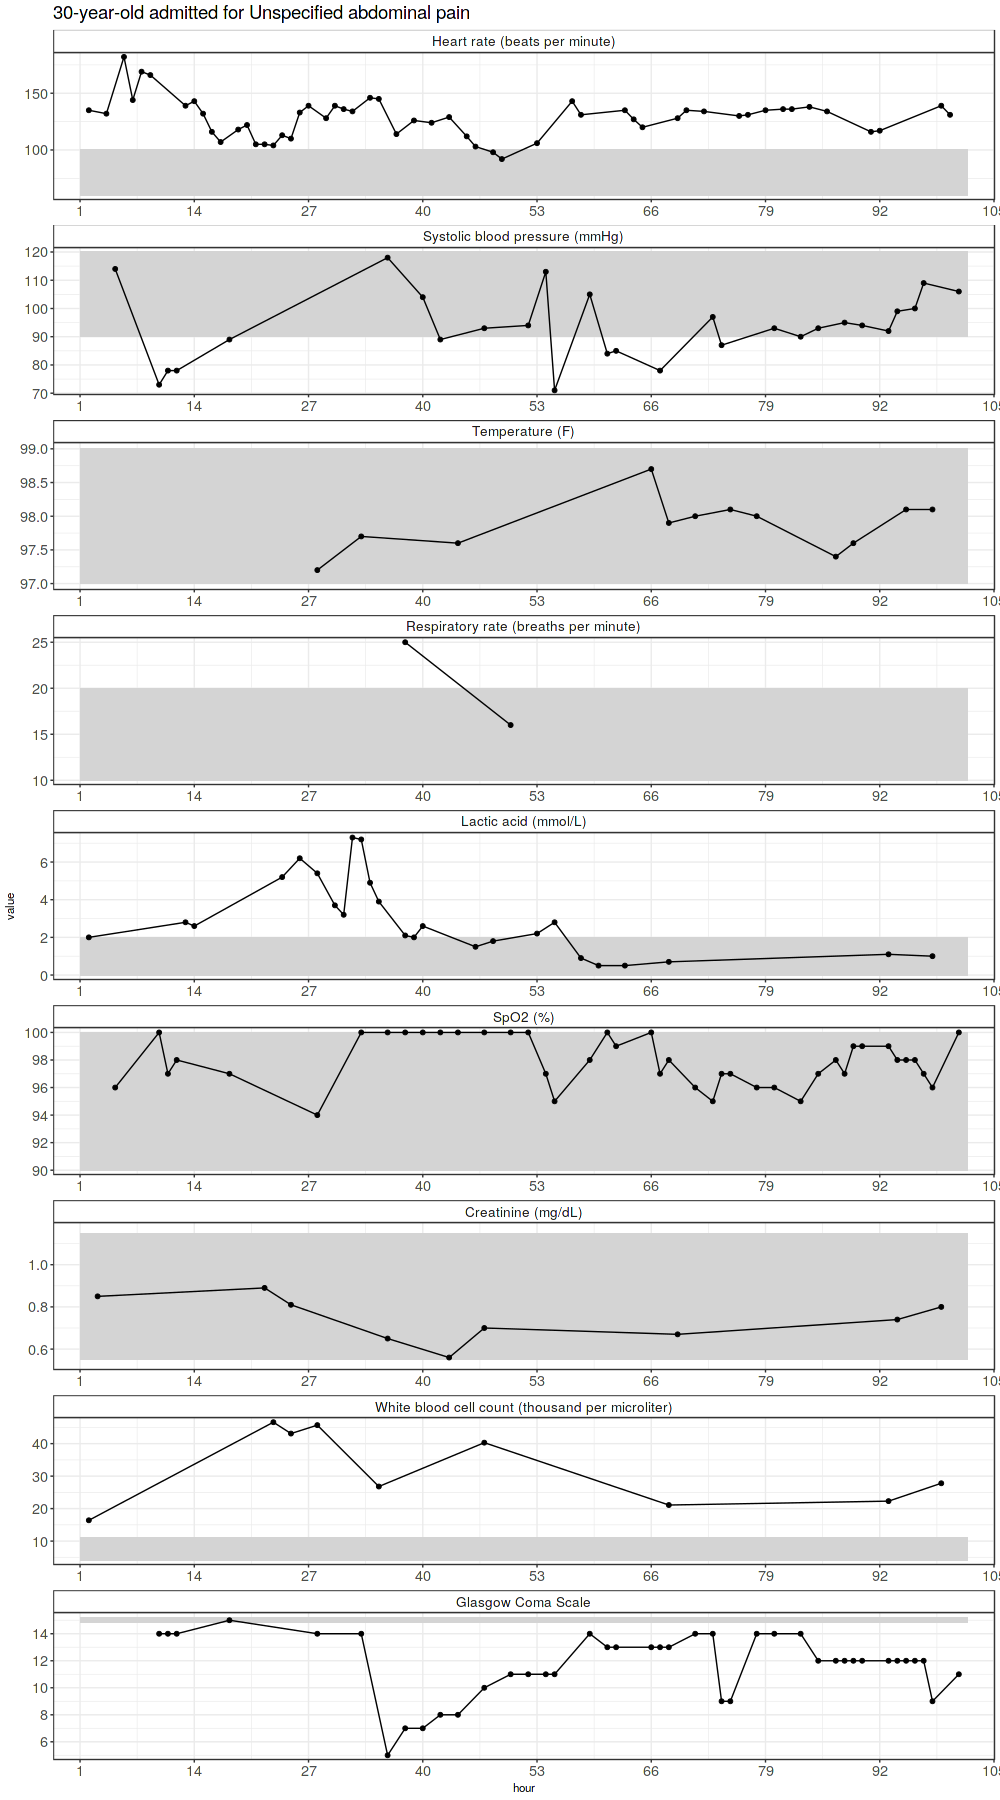 30-year-old admitted for Unspecified abdominal pain
Heart rate (beats per minute)
150
100
1 14 27 40 53 66 79 92 105
Systolic blood pressure (mmHg)
120
110
100
90
80
70
1 14 27 40 53 66 79 92 105
Temperature (F)
99.0
98.5
98.0
97.5
97.0
1 14 27 40 53 66 79 92 105
Respiratory rate (breaths per minute)
25
20
15
10
1 14 27 40 53 66 79 92 105
Lactic acid (mmol/L)
6
4
2
0
1 14 27 40 53 66 79 92 105
value
SpO2 (%)
100
98
96
94
92
90
1 14 27 40 53 66 79 92 105
Creatinine (mg/dL)
1.0
0.8
0.6
1 14 27 40 53 66 79 92 105
White blood cell count (thousand per microliter)
40
30
20
10
1 14 27 40 53 66 79 92 105
Glasgow Coma Scale
14
12
10
8
6
1 14 27 40 53 66 79 92 105
hour